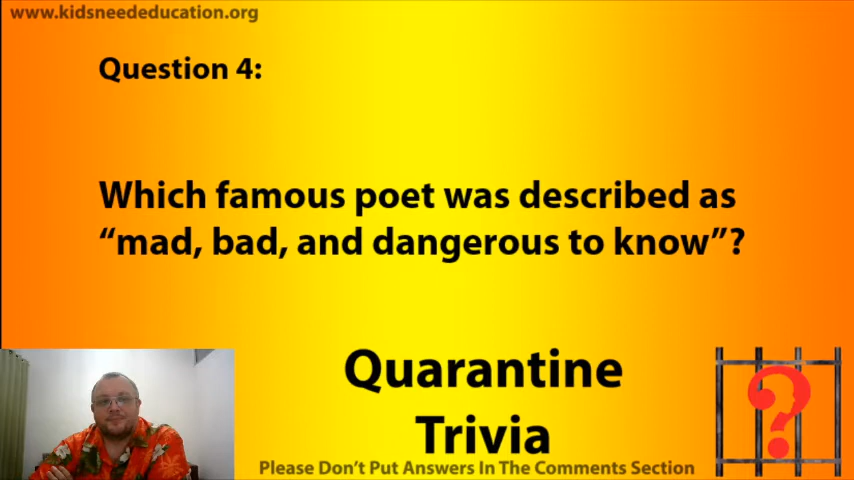 www.kidsneededucation.org
Question 4:
Which famous poet was described as
“mad, bad, and dangerous to know”?
Quarantine
Trivia
Please Don’t Put Answers In The Comments Section